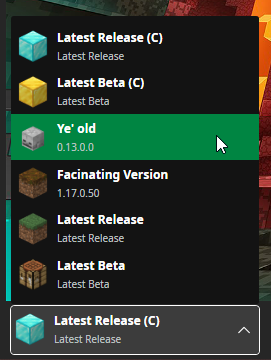 Latest Release (C)
Latest Release
Latest Beta (C)
Latest Beta
Ye' old
0.13.0.0
Facinating Version
1.17.0.50
Latest Release
Latest Release
Latest Beta
Latest Beta
Latest Release (C)
Latest Release